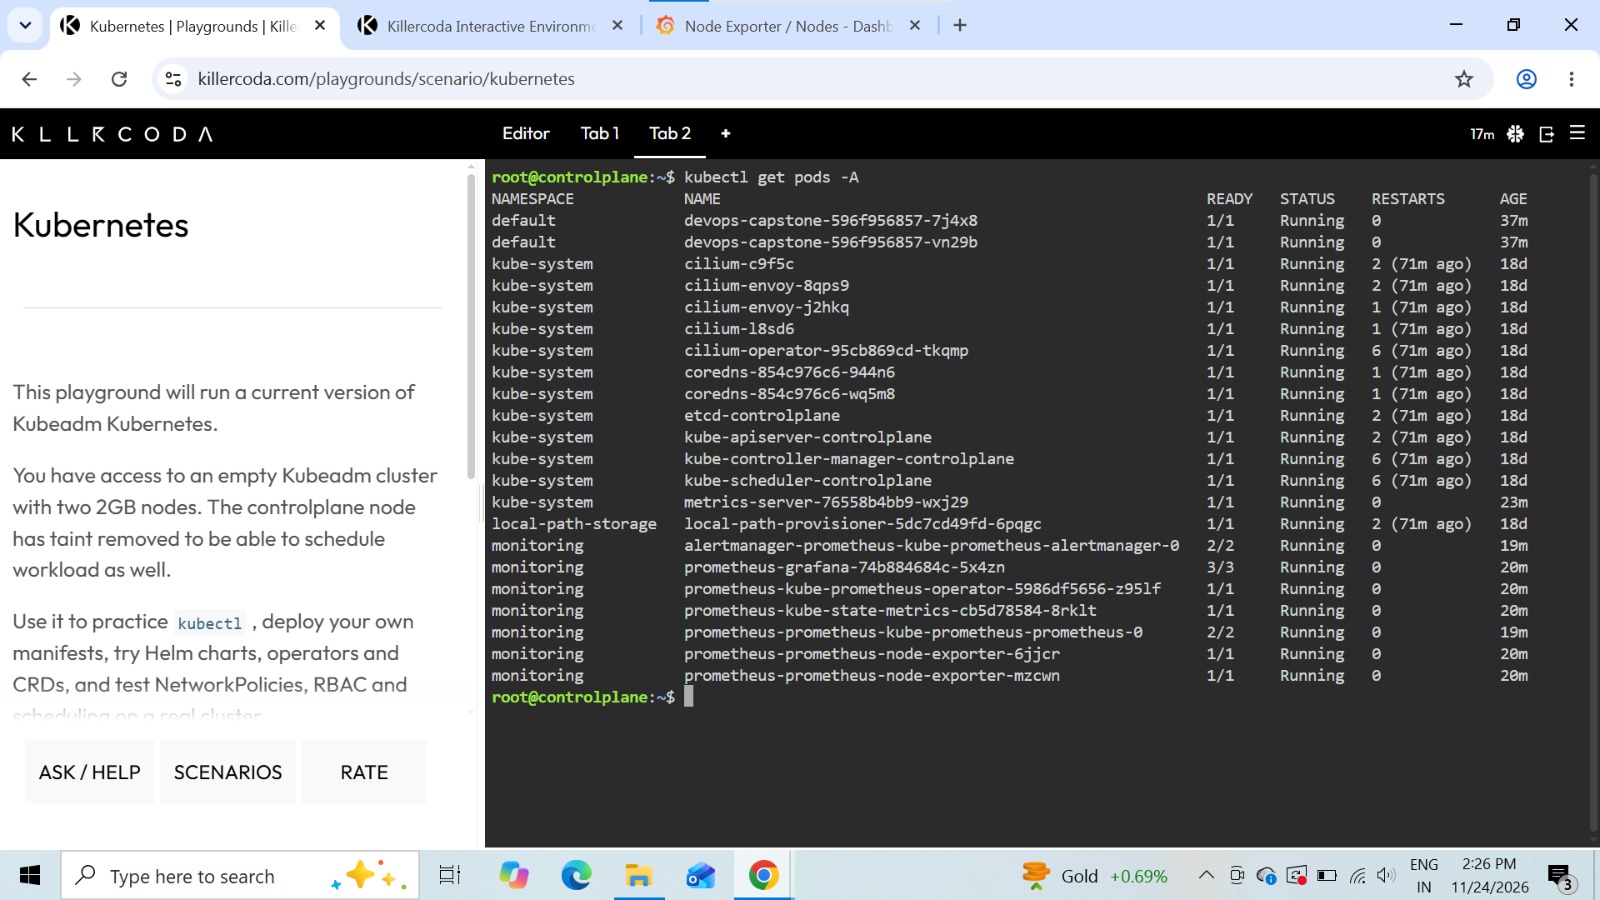 Kubernetes | Playgrounds | Kille
Killercoda Interactive Environme
Node Exporter / Nodes - Dashb
killercoda.com/playgrounds/scenario/kubernetes
KLLRCODA
Editor
Tab 1
Tab 2
+
17m
Kubernetes
This playground will run a current version of
Kubeadm Kubernetes.
You have access to an empty Kubeadm cluster
with two 2GB nodes. The controlplane node
has taint removed to be able to schedule
workload as well.
Use it to practice kubectl , deploy your own
manifests, try Helm charts, operators and
CRDs, and test NetworkPolicies, RBAC and
scheduling on a real cluster
ASK / HELP
SCENARIOS
RATE
root@controlplane:~$ kubectl get pods -A
NAMESPACE NAME READY STATUS RESTARTS AGE
default devops-capstone-596f956857-7j4x8 1/1 Running 0 37m
default devops-capstone-596f956857-vn29b 1/1 Running 0 37m
kube-system cilium-c9f5c 1/1 Running 2 (71m ago) 18d
kube-system cilium-envoy-8qps9 1/1 Running 2 (71m ago) 18d
kube-system cilium-envoy-j2hkq 1/1 Running 1 (71m ago) 18d
kube-system cilium-l8sd6 1/1 Running 1 (71m ago) 18d
kube-system cilium-operator-95cb869cd-tkqmp 1/1 Running 6 (71m ago) 18d
kube-system coredns-854c976c6-944n6 1/1 Running 1 (71m ago) 18d
kube-system coredns-854c976c6-wq5m8 1/1 Running 1 (71m ago) 18d
kube-system etcd-controlplane 1/1 Running 2 (71m ago) 18d
kube-system kube-apiserver-controlplane 1/1 Running 2 (71m ago) 18d
kube-system kube-controller-manager-controlplane 1/1 Running 6 (71m ago) 18d
kube-system kube-scheduler-controlplane 1/1 Running 6 (71m ago) 18d
kube-system metrics-server-76558b4bb9-wxj29 1/1 Running 0 23m
local-path-storage local-path-provisioner-5dc7cd49fd-6pqgc 1/1 Running 2 (71m ago) 18d
monitoring alertmanager-prometheus-kube-prometheus-alertmanager-0 2/2 Running 0 19m
monitoring prometheus-grafana-74b884684c-5x4zn 3/3 Running 0 20m
monitoring prometheus-kube-prometheus-operator-5986df5656-z95lf 1/1 Running 0 20m
monitoring prometheus-kube-state-metrics-cb5d78584-8rklt 1/1 Running 0 20m
monitoring prometheus-prometheus-kube-prometheus-prometheus-0 2/2 Running 0 19m
monitoring prometheus-prometheus-node-exporter-6jjcr 1/1 Running 0 20m
monitoring prometheus-prometheus-node-exporter-mzcwn 1/1 Running 0 20m
root@controlplane:~$
Type here to search
Gold +0.69%
ENG
IN
2:26 PM
11/24/2026
3